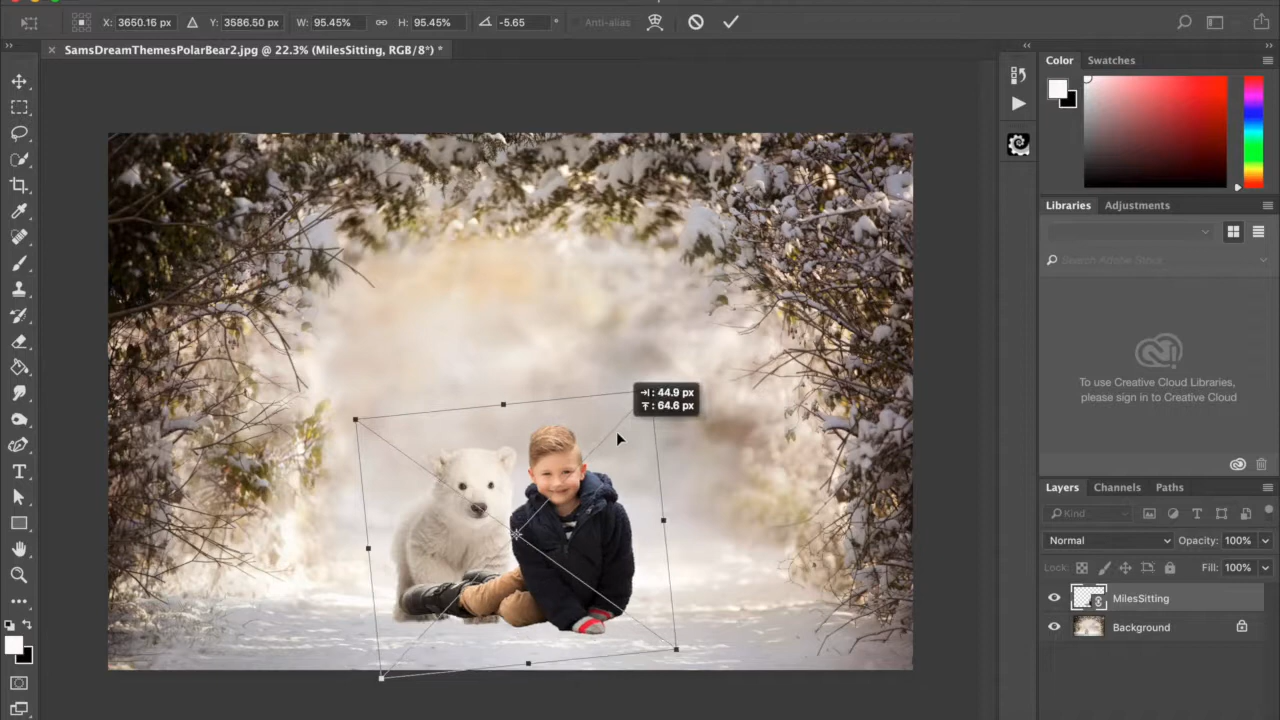 X: 3650.16 px Y: 3586.50 px W: 95.45% H: 95.45% -5.65 ° Anti-alias
× SamsDreamThemesPolarBear2.jpg @ 22.3% (MilesSitting, RGB/8*) *
Color Swatches
Libraries Adjustments
Search Adobe Stock
To use Creative Cloud Libraries,
please sign in to Creative Cloud
: 44.9 px
: 64.6 px
Layers Channels Paths
Kind
Normal Opacity: 100%
Lock: Fill: 100%
MilesSitting
Background